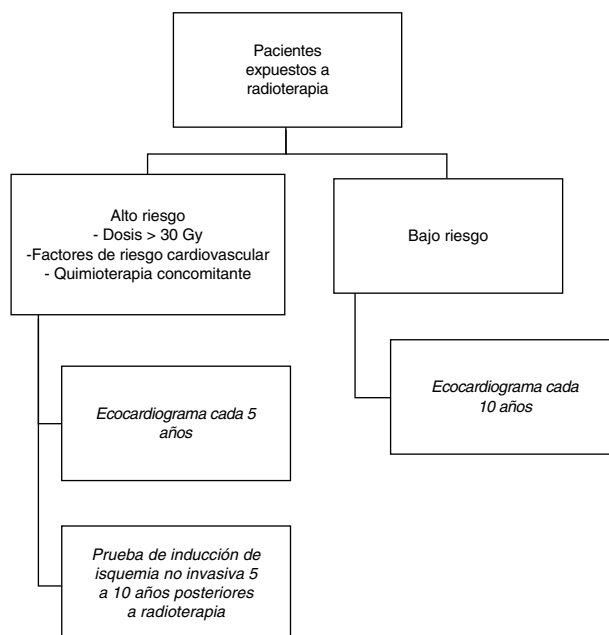 Pacientes
expuestos a
radioterapia
Alto riesgo
- Dosis > 30 Gy
-Factores de riesgo cardiovascular
- Quimioterapia concomitante
Bajo riesgo
Ecocardiograma cada 5
años
Ecocardiograma cada
10 años
Prueba de inducción de
isquemia no invasiva 5
a 10 años posteriores
a radioterapia